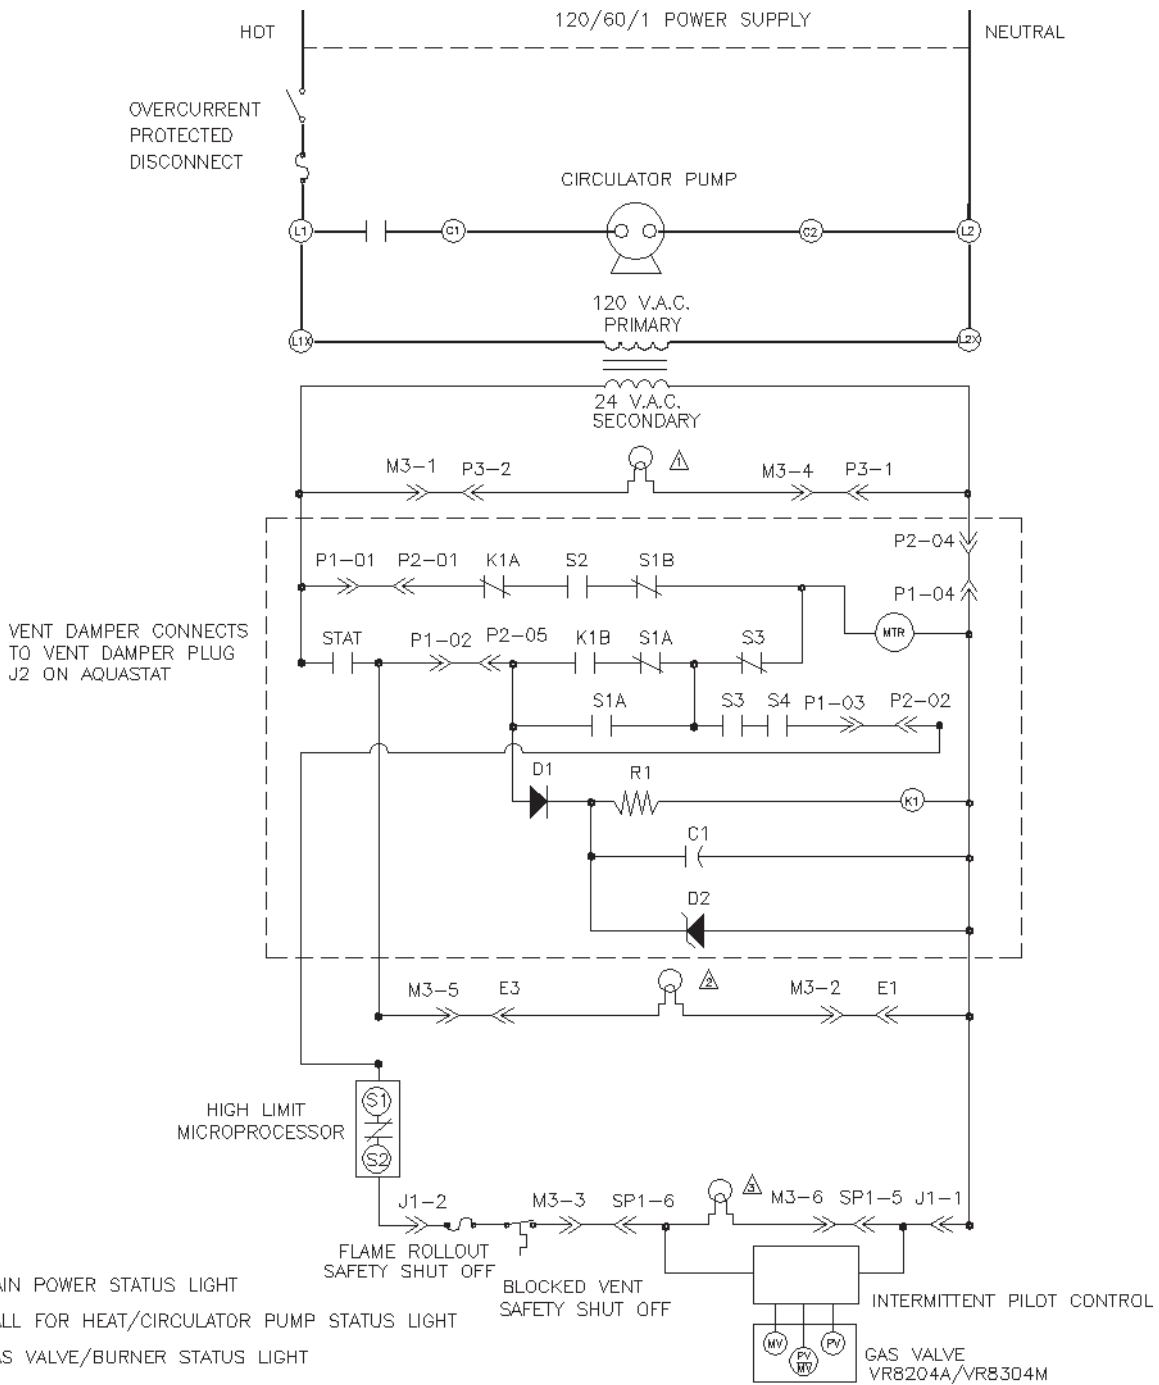 120/60/1 POWER SUPPLY
HOT
NEUTRAL
OVERCURRENT
PROTECTED
DISCONNECT
CIRCULATOR PUMP
L1
C1
C2
L2
120 V.A.C.
PRIMARY
L1X
L2X
24 V.A.C.
SECONDARY
M3-1
P3-2
1
M3-4
P3-1
P2-04
P1-01
P2-01
K1A
S2
S1B
P1-04
VENT DAMPER CONNECTS
TO VENT DAMPER PLUG
J2 ON AQUASTAT
STAT
P1-02
P2-05
K1B
S1A
S3
MTR
S1A
S3
S4
P1-03
P2-02
D1
R1
K1
C1
D2
M3-5
E3
2
M3-2
E1
HIGH LIMIT
MICROPROCESSOR
S1
S2
J1-2
M3-3
SP1-6
3
M3-6
SP1-5
J1-1
FLAME ROLLOUT
SAFETY SHUT OFF
BLOCKED VENT
SAFETY SHUT OFF
INTERMITTENT PILOT CONTROL
MV
PV
MV
PV
GAS VALVE
VR8204A/VR8304M
AIN POWER STATUS LIGHT
ALL FOR HEAT/CIRCULATOR PUMP STATUS LIGHT
AS VALVE/BURNER STATUS LIGHT